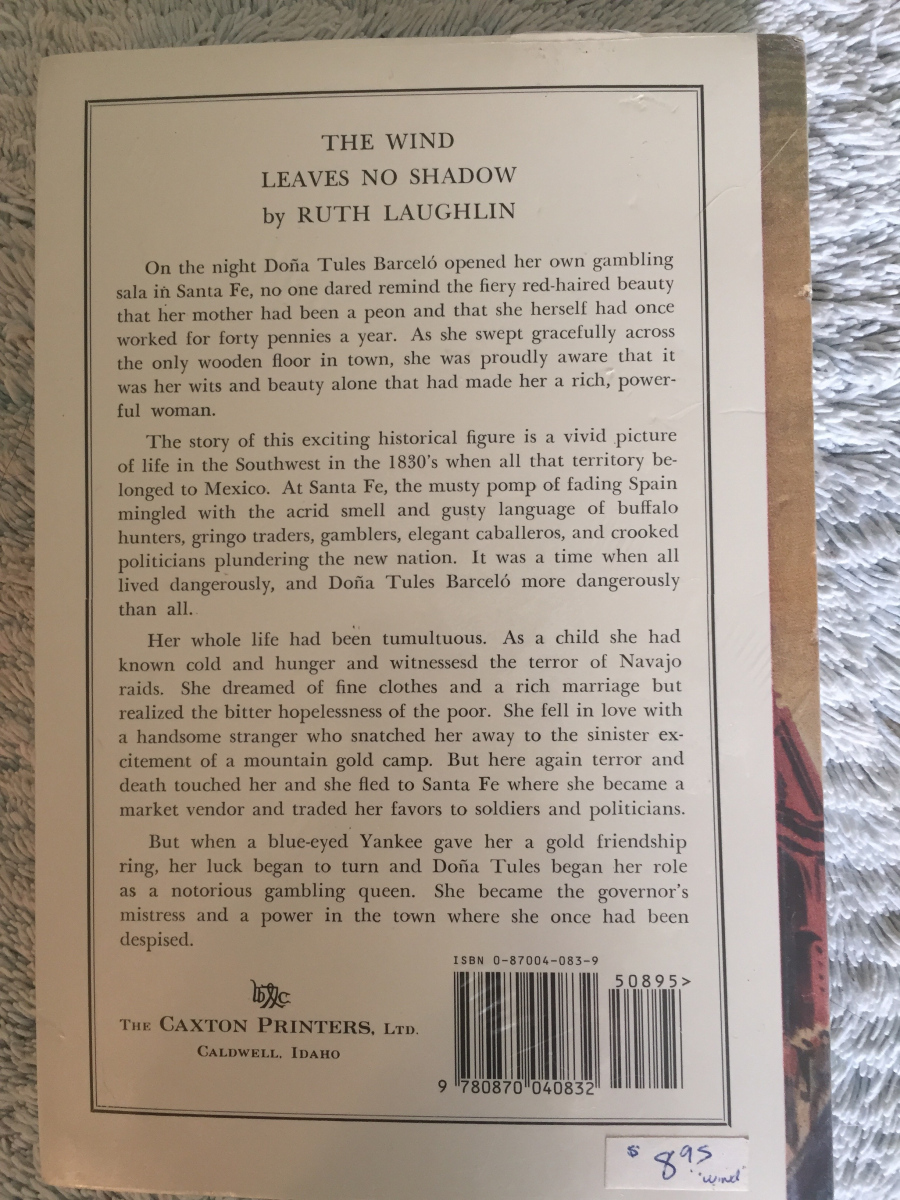 THE WIND
LEAVES NO SHADOW
by RUTH LAUGHLIN
On the night Doña Tules Barceló opened her own gambling
sala in Santa Fe, no one dared remind the fiery red-haired beauty
that her mother had been a peon and that she herself had once
worked for forty pennies a year. As she swept gracefully across
the only wooden floor in town, she was proudly aware that it
was her wits and beauty alone that had made her a rich, power-
ful woman.
The story of this exciting historical figure is a vivid picture
of life in the Southwest in the 1830's when all that territory be-
longed to Mexico. At Santa Fe, the musty pomp of fading Spain
mingled with the acrid smell and gusty language of buffalo
hunters, gringo traders, gamblers, elegant caballeros, and crooked
politicians plundering the new nation. It was a time when all
lived dangerously, and Doña Tules Barceló more dangerously
than all.
Her whole life had been tumultuous. As a child she had
known cold and hunger and witnessesd the terror of Navajo
raids. She dreamed of fine clothes and a rich marriage but
realized the bitter hopelessness of the poor. She fell in love with
a handsome stranger who snatched her away to the sinister ex-
citement of a mountain gold camp. But here again terror and
death touched her and she fled to Santa Fe where she became a
market vendor and traded her favors to soldiers and politicians.
But when a blue-eyed Yankee gave her a gold friendship
ring, her luck began to turn and Doña Tules began her role
as a notorious gambling queen. She became the governor's
mistress and a power in the town where she once had been
despised.
THE CAXTON PRINTERS, LTD.
CALDWELL, IDAHO
ISBN 0-87004-083-9
50895>
9 780870 040832
$ 8.95
"wind"